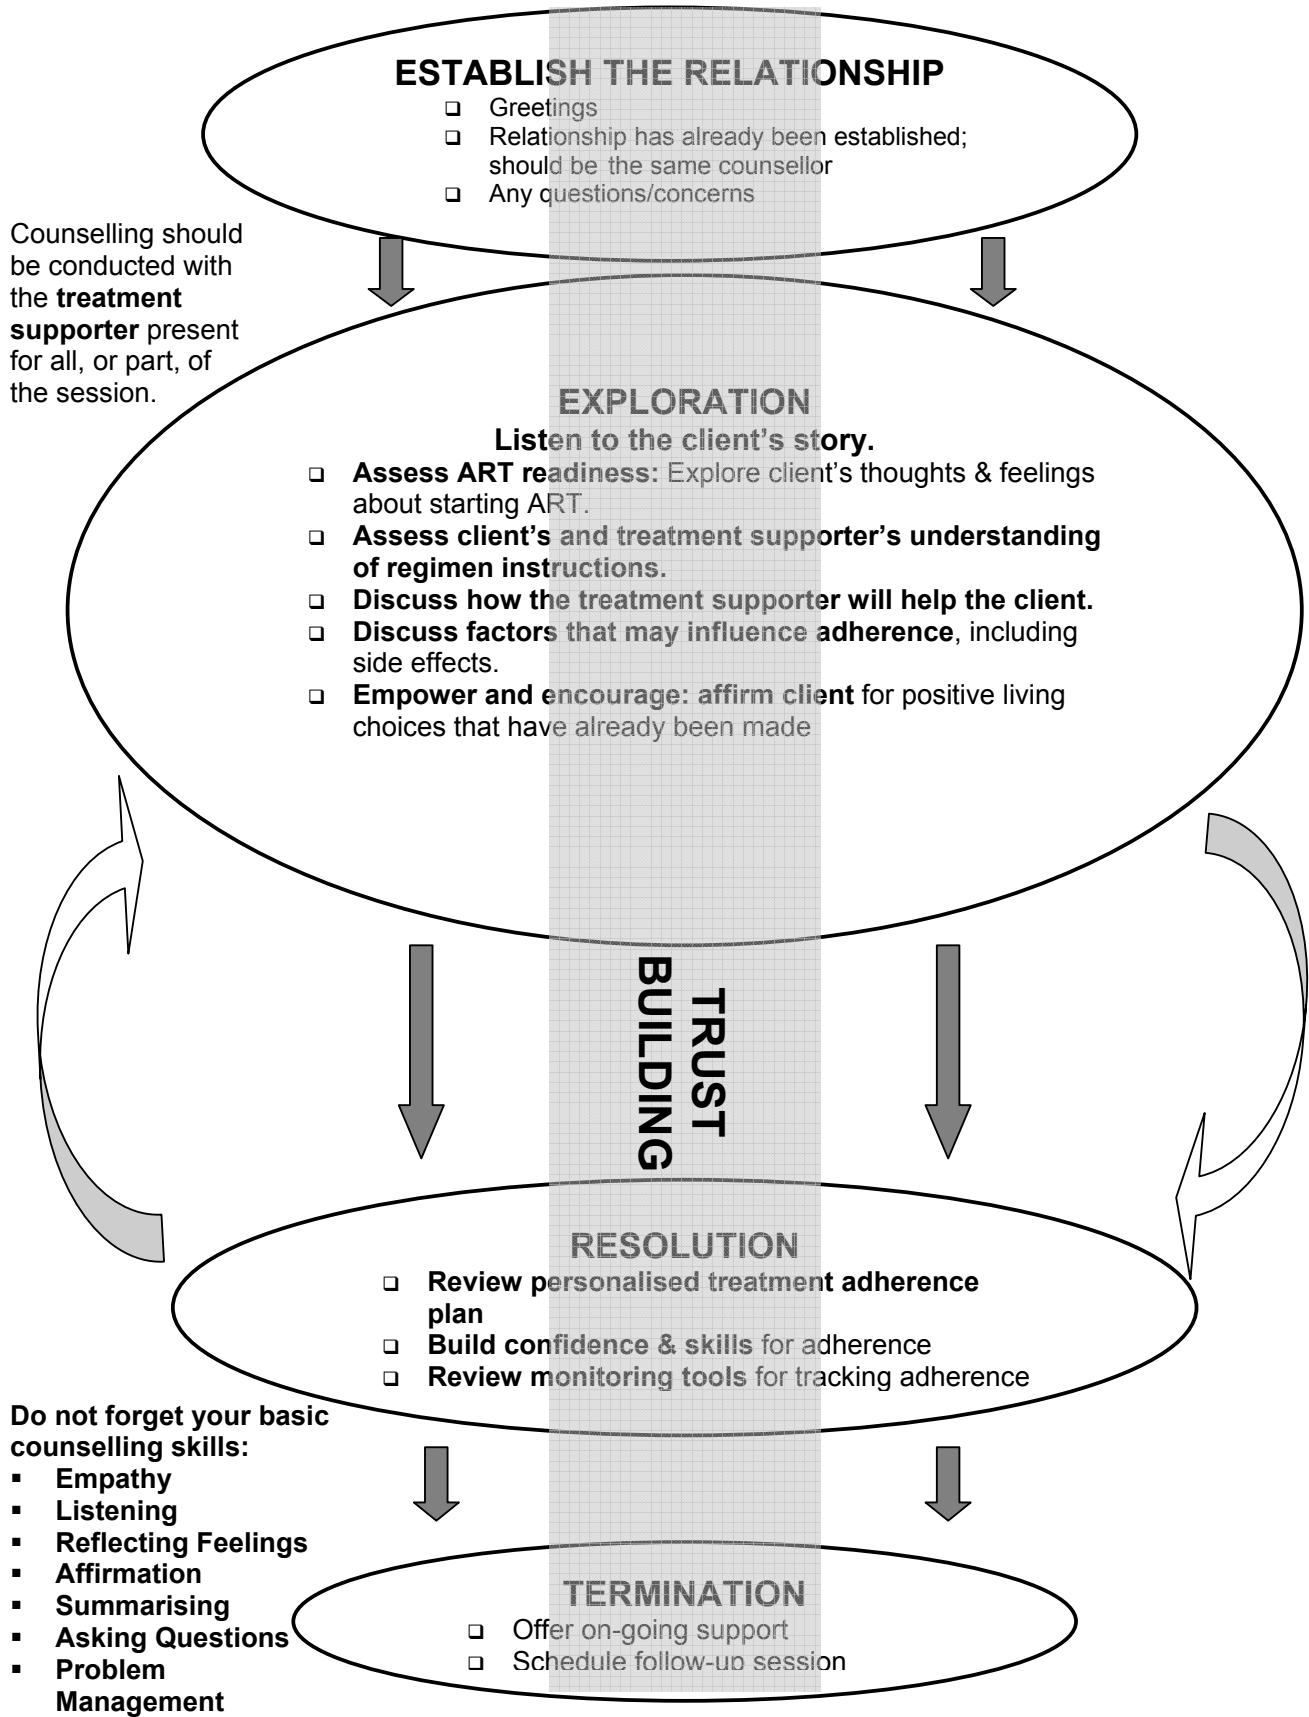 ESTABLISH THE RELATIONSHIP
❑ Greetings
❑ Relationship has already been established;
should be the same counsellor
❑ Any questions/concerns
Counselling should
be conducted with
the treatment
supporter present
for all, or part, of
the session.
EXPLORATION
Listen to the client’s story.
❑ Assess ART readiness: Explore client’s thoughts & feelings
about starting ART.
❑ Assess client’s and treatment supporter’s understanding
of regimen instructions.
❑ Discuss how the treatment supporter will help the client.
❑ Discuss factors that may influence adherence, including
side effects.
❑ Empower and encourage: affirm client for positive living
choices that have already been made
TRUST
BUILDING
RESOLUTION
❑ Review personalised treatment adherence
plan
❑ Build confidence & skills for adherence
❑ Review monitoring tools for tracking adherence
Do not forget your basic
counselling skills:
▪ Empathy
▪ Listening
▪ Reflecting Feelings
▪ Affirmation
▪ Summarising
▪ Asking Questions
▪ Problem
Management
TERMINATION
❑ Offer on-going support
❑ Schedule follow-up session